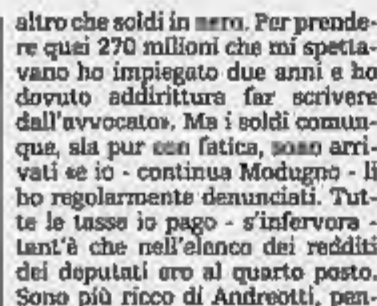 altro che soldi in nero. Per prende-
re quei 270 milioni che mi spetta-
vano ho impiegato due anni e ho
dovuto addirittura far scrivere
dall'avvocato». Ma i soldi comun-
que, sia pur con fatica, sono arri-
vati «e io - continua Modugno - li
ho regolarmente denunciati. Tut-
te le tasse io pago - s'infervora -
tant'è che nell'elenco dei redditi
dei deputati ero al quarto posto.
Sono più ricco di Andreotti, pen-